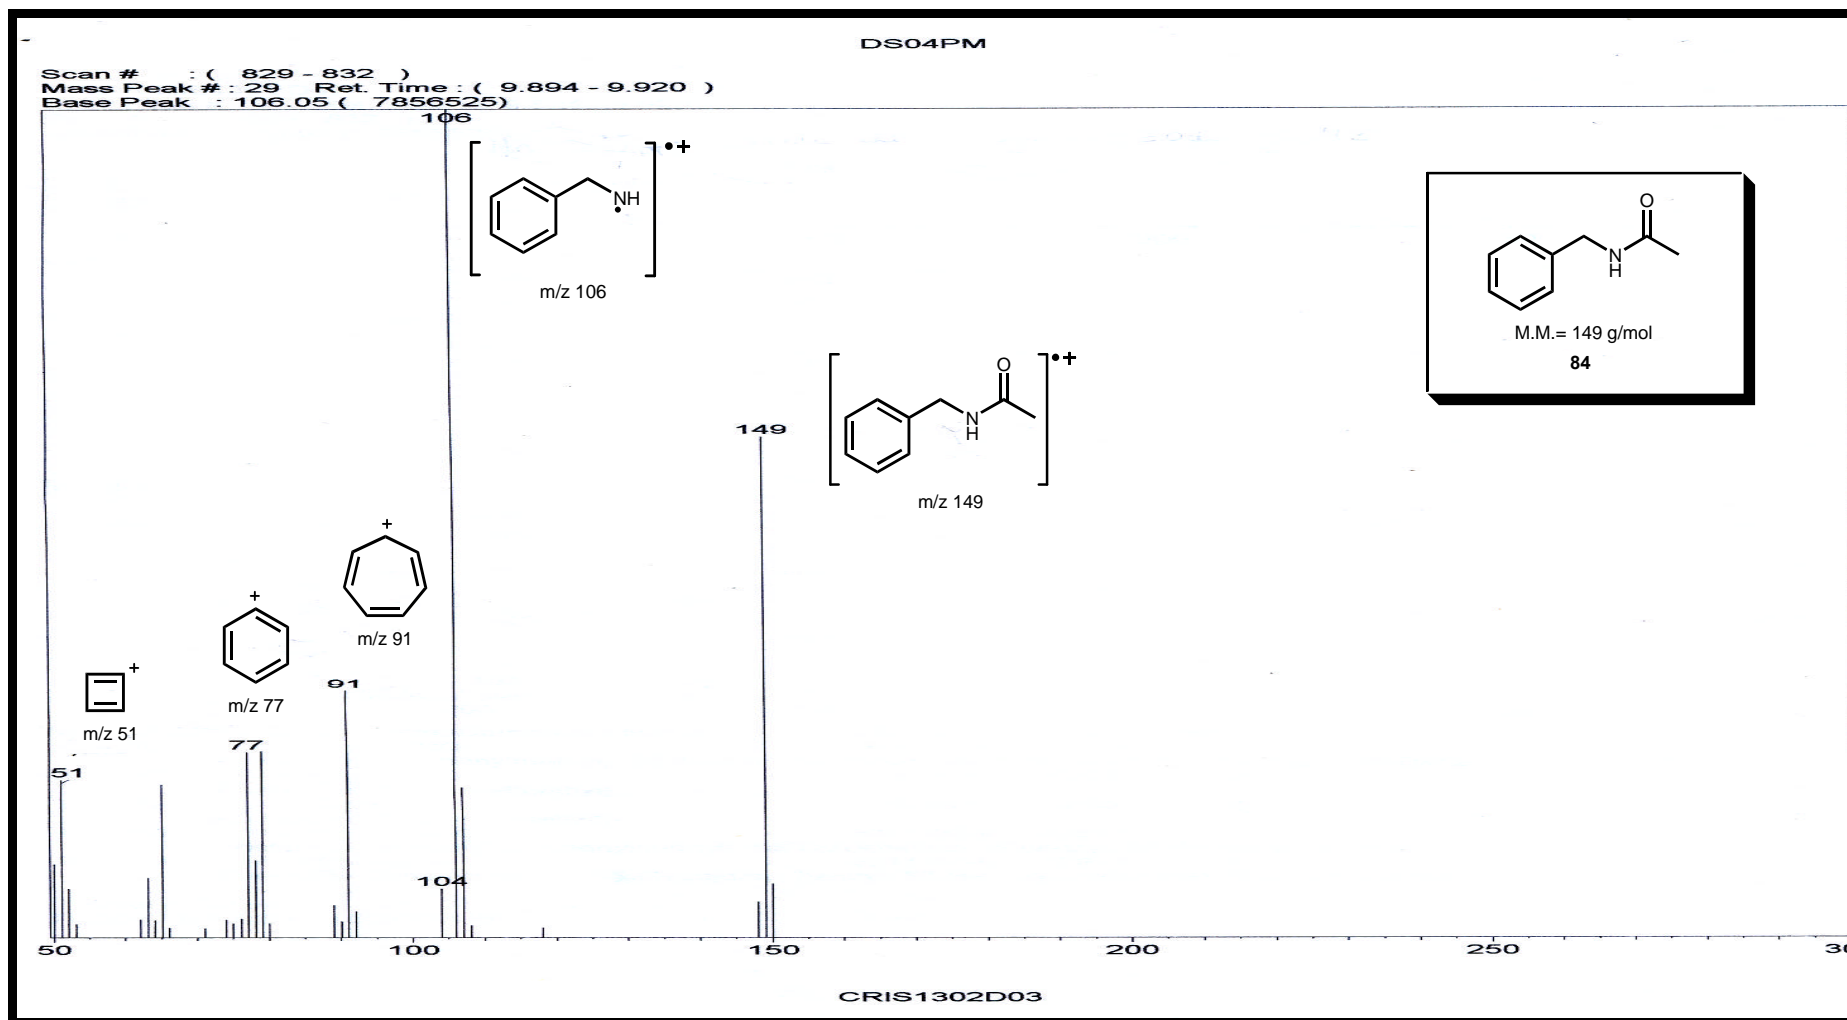 DS04PM
Scan # : ( 829 - 832 )
Mass Peak # : 29 Ret. Time : ( 9.894 - 9.920 )
Base Peak : 106.05 ( 7856525)
106
NH
m/z 106
O
N
H
M.M.= 149 g/mol
84
149
O
N
H
m/z 149
+
m/z 91
91
+
m/z 77
77
+
m/z 51
51
104
50 100 150 200 250
CRIS1302D03